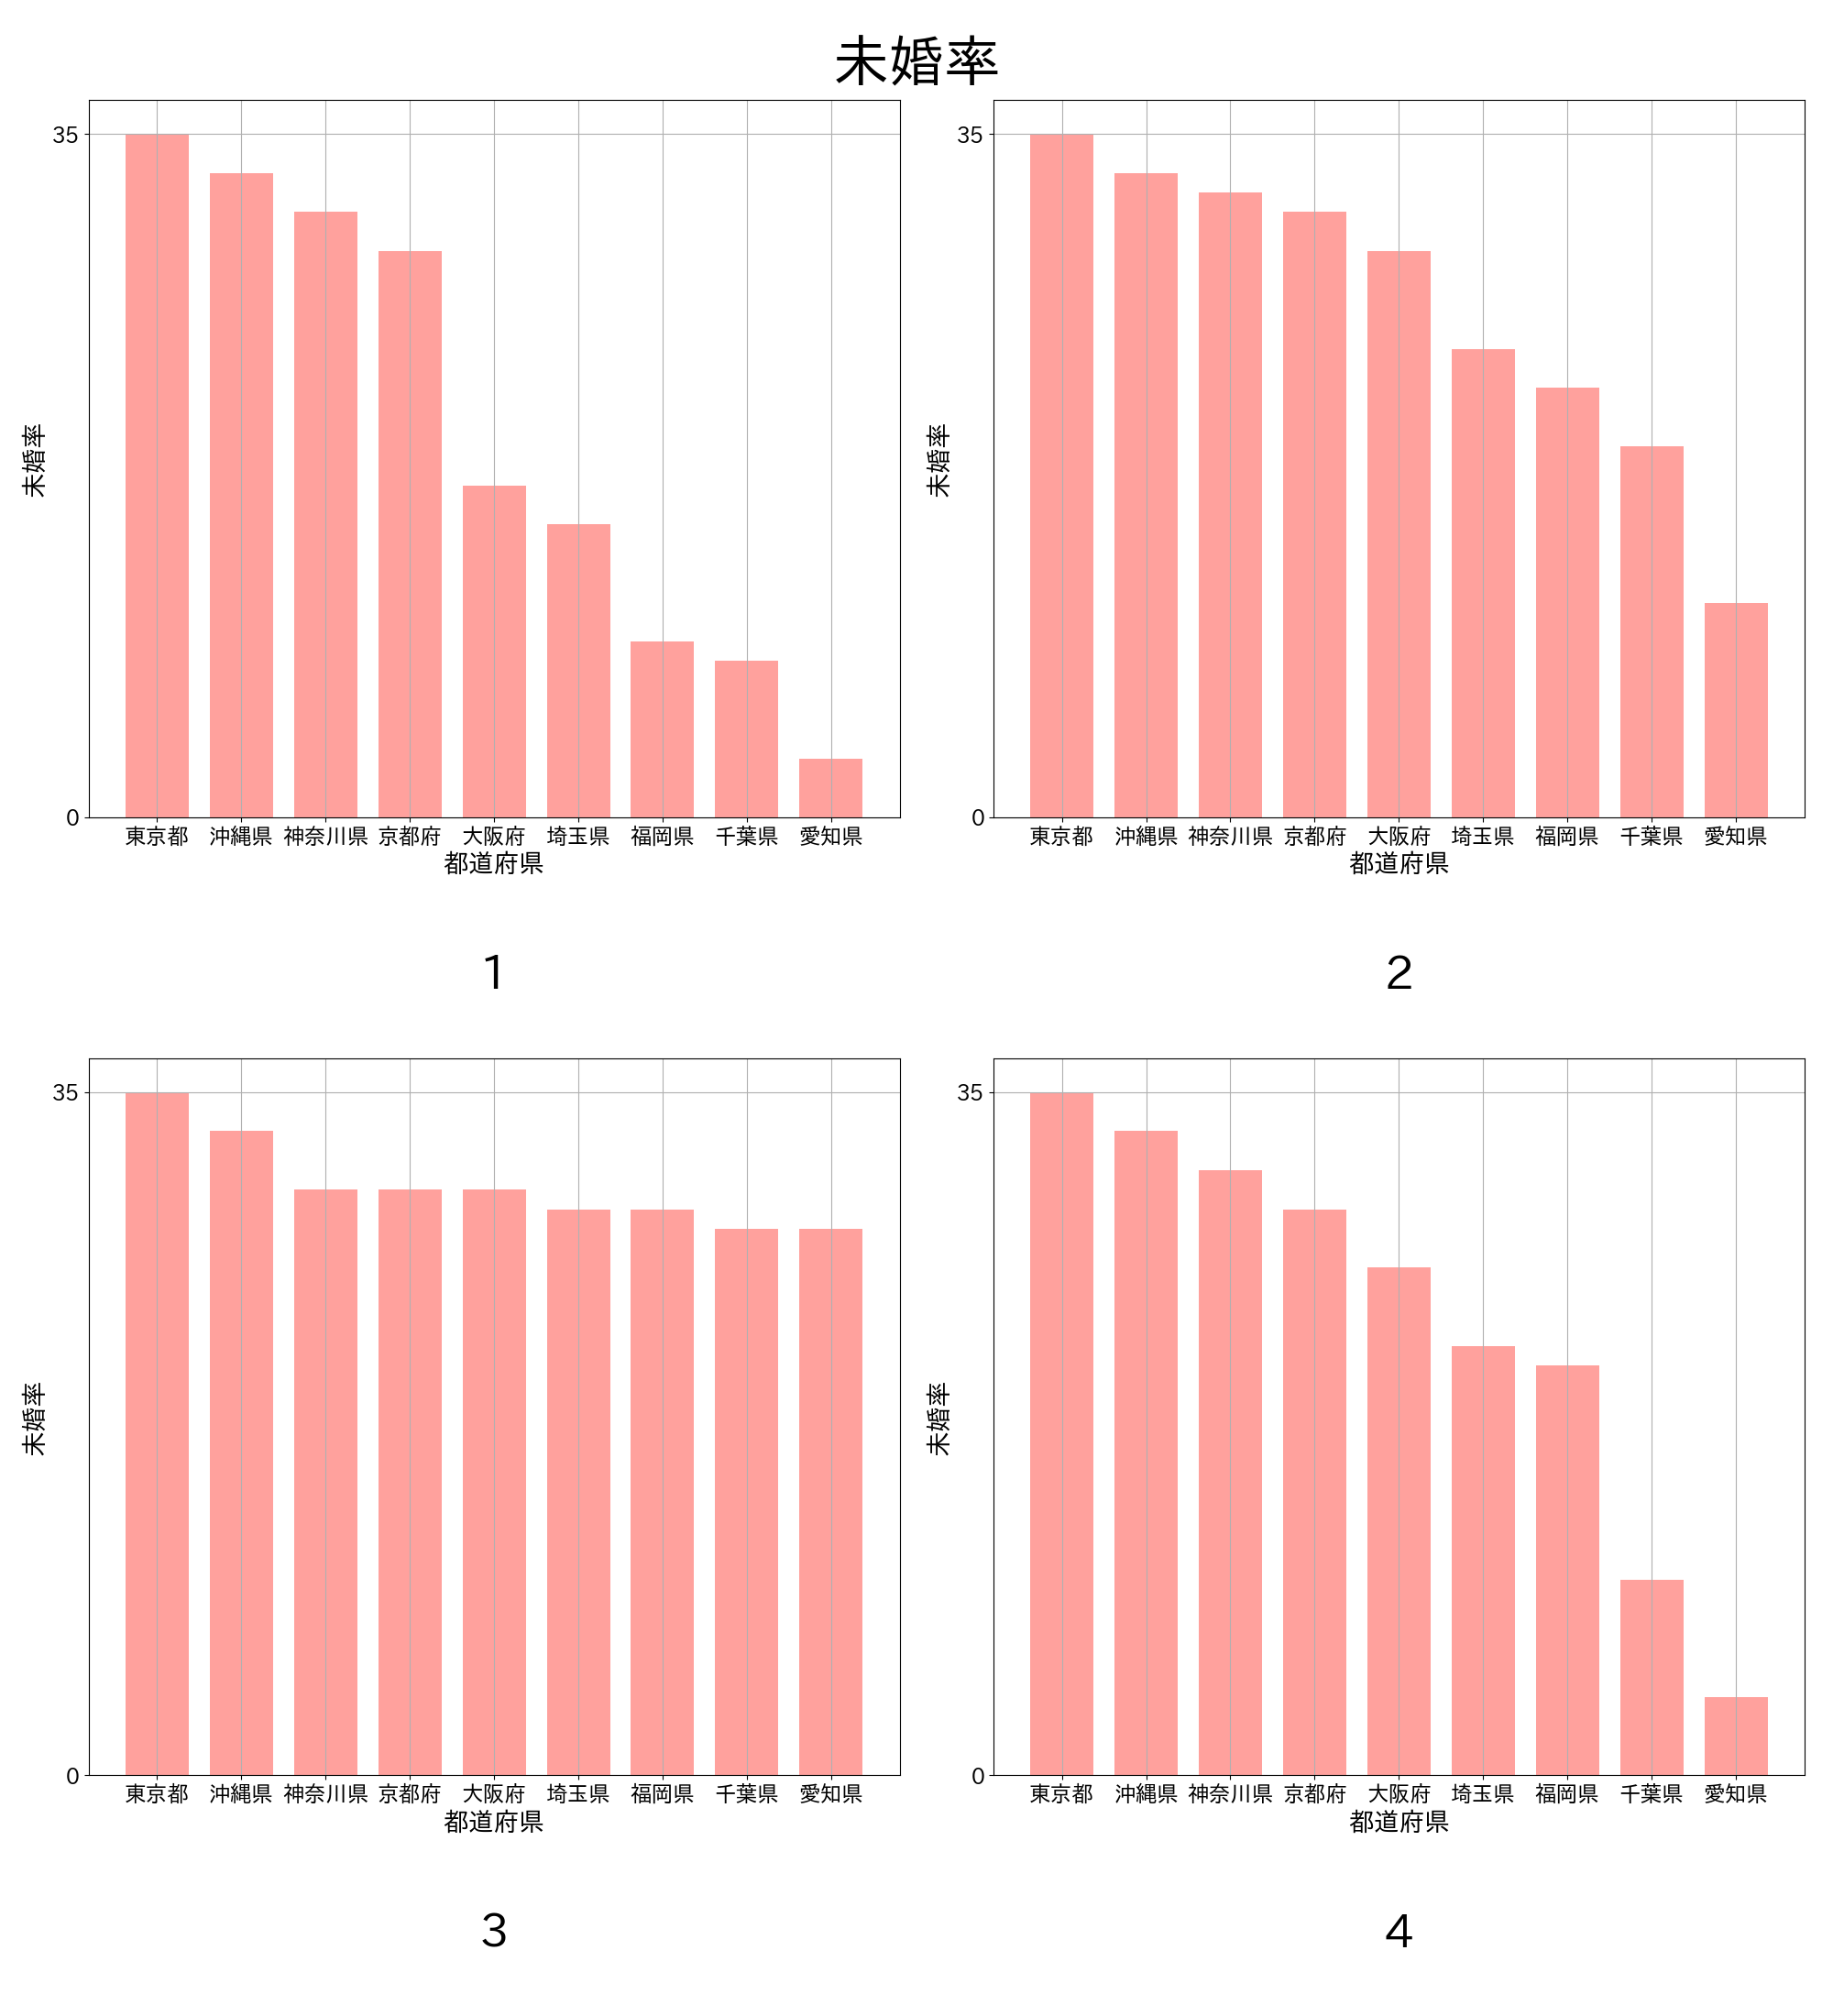 未婚率
35
0
未婚率
東京都 沖縄県 神奈川県 京都府 大阪府 埼玉県 福岡県 千葉県 愛知県
都道府県
1
35
0
未婚率
東京都 沖縄県 神奈川県 京都府 大阪府 埼玉県 福岡県 千葉県 愛知県
都道府県
2
35
0
未婚率
東京都 沖縄県 神奈川県 京都府 大阪府 埼玉県 福岡県 千葉県 愛知県
都道府県
3
35
0
未婚率
東京都 沖縄県 神奈川県 京都府 大阪府 埼玉県 福岡県 千葉県 愛知県
都道府県
4